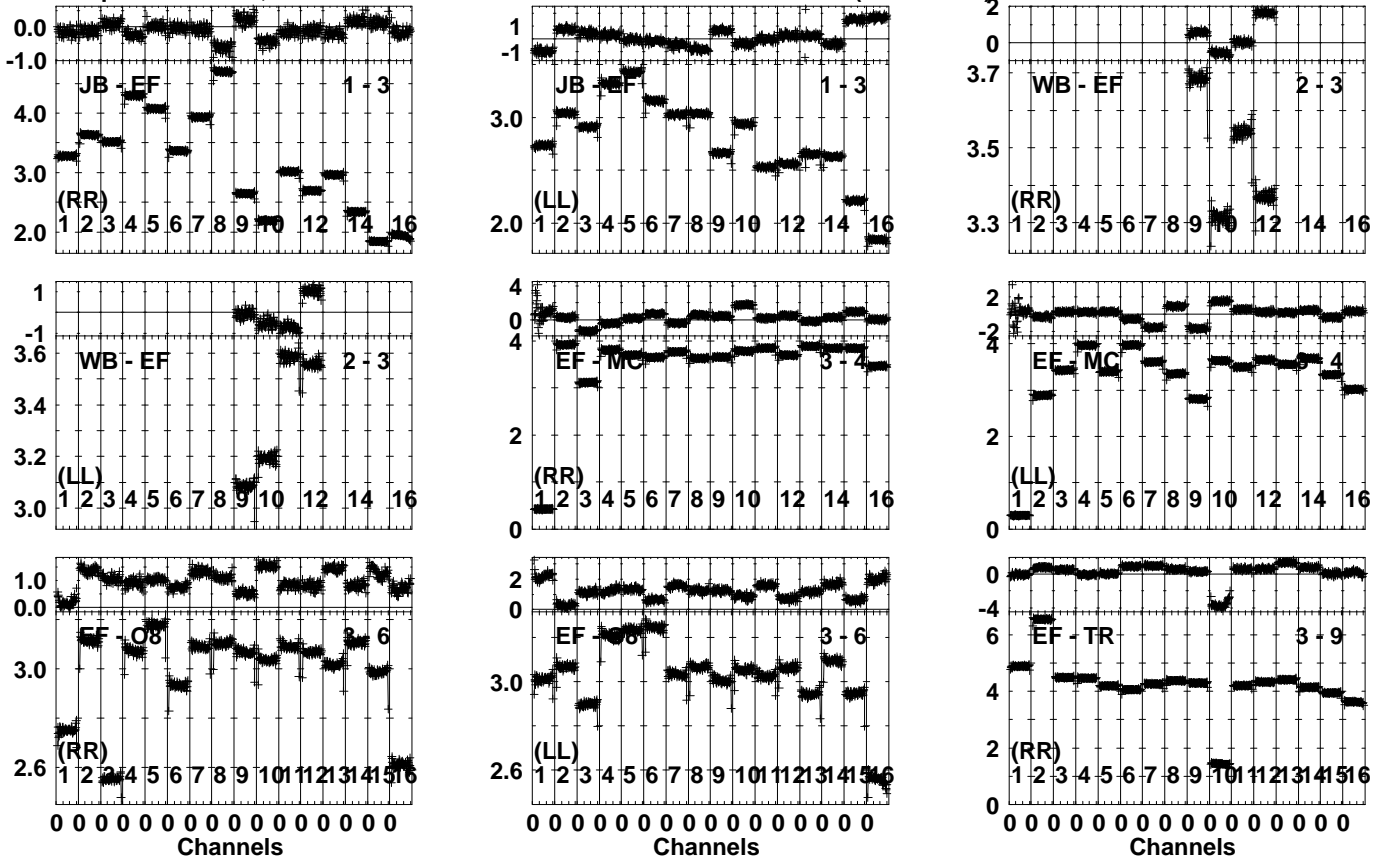 0.0
-1.0
JB - EF 1 - 3
4.0
3.0
(RR)
1 2 3 4 5 6 7 8 9 10 12 14 16
2.0
1
-1
JB - EF 1 - 3
3.0
(LL)
2.0
1 2 3 4 5 6 7 8 9 10 12 14 16
2
0
3.7
WB - EF 2 - 3
3.5
(RR)
3.3
1 2 3 4 5 6 7 8 9 10 12 14 16
1
-1
3.6
WB - EF 2 - 3
3.4
3.2
(LL)
1 2 3 4 5 6 7 8 9 10 12 14 16
3.0
4
0
4
EF - MC 3 - 4
2
(RR)
1 2 3 4 5 6 7 8 9 10 12 14 16
0
2
-2
4
EF - MC 3 - 4
2
(LL)
1 2 3 4 5 6 7 8 9 10 12 14 16
0
1.0
0.0
EF - O8 3 - 6
3.0
(RR)
2.6
1 2 3 4 5 6 7 8 9 10 11 12 13 14 15 16
0 0 0 0 0 0 0 0 0 0 0 0 0 0 0 0
Channels
2
0
EF - O8 3 - 6
3.0
(LL)
2.6
1 2 3 4 5 6 7 8 9 10 11 12 13 14 15 16
0 0 0 0 0 0 0 0 0 0 0 0 0 0 0 0
Channels
0
-4
6
EF - TR 3 - 9
4
(RR)
2
1 2 3 4 5 6 7 8 9 10 11 12 13 14 15 16
0
0 0 0 0 0 0 0 0 0 0 0 0 0 0 0 0
Channels